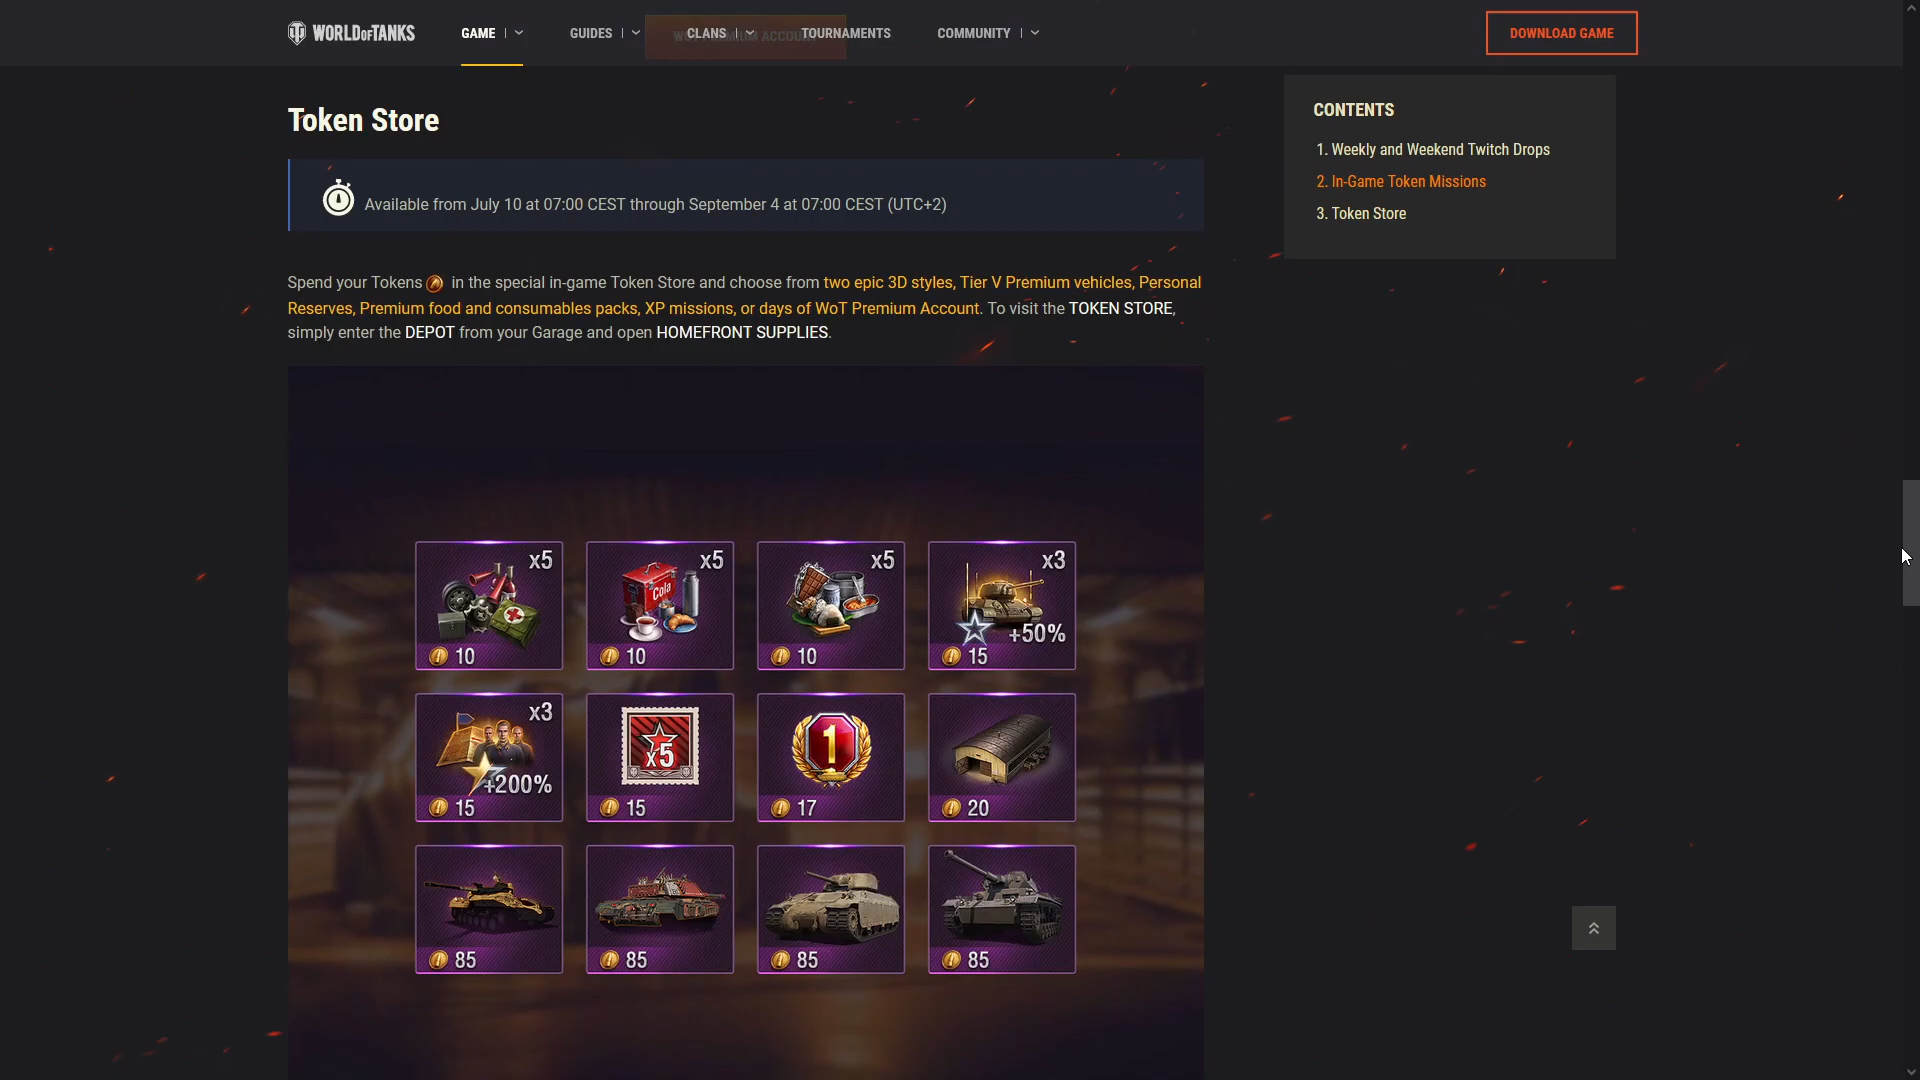 WORLD OF TANKS
GAME
GUIDES
CLANS
TOURNAMENTS
COMMUNITY
DOWNLOAD GAME
Token Store
Available from July 10 at 07:00 CEST through September 4 at 07:00 CEST (UTC+2)
Spend your Tokens in the special in-game Token Store and choose from two epic 3D styles, Tier V Premium vehicles, Personal
Reserves, Premium food and consumables packs, XP missions, or days of WoT Premium Account. To visit the TOKEN STORE,
simply enter the DEPOT from your Garage and open HOMEFRONT SUPPLIES.
CONTENTS
1. Weekly and Weekend Twitch Drops
2. In-Game Token Missions
3. Token Store
x5
Cola
x5
x5
x3
+50%
10
10
10
15
x3
+200%
x5
1
15
15
17
20
85
85
85
85